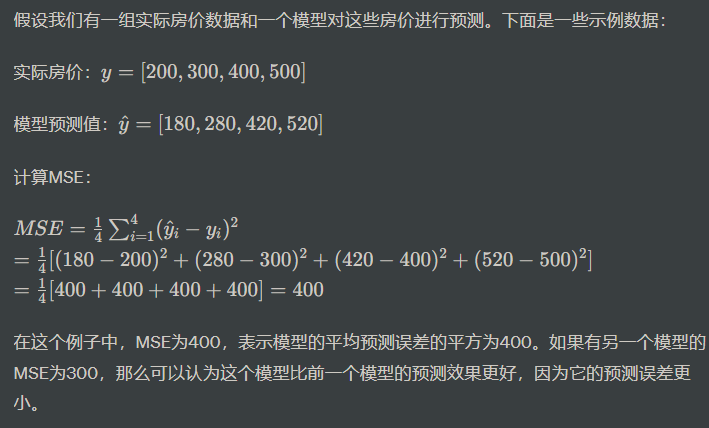 假设我们有一组实际房价数据和一个模型对这些房价进行预测。下面是一些示例数据：
实际房价：$y = [200, 300, 400, 500]$
模型预测值：$\hat{y} = [180, 280, 420, 520]$
计算MSE：
$MSE = \frac{1}{4} \sum_{i=1}^{4} (\hat{y}_i - y_i)^2$
$= \frac{1}{4} [(180 - 200)^2 + (280 - 300)^2 + (420 - 400)^2 + (520 - 500)^2]$
$= \frac{1}{4} [400 + 400 + 400 + 400] = 400$
在这个例子中，MSE为400，表示模型的平均预测误差的平方为400。如果有另一个模型的
MSE为300，那么可以认为这个模型比前一个模型的预测效果更好，因为它的预测误差更
小。